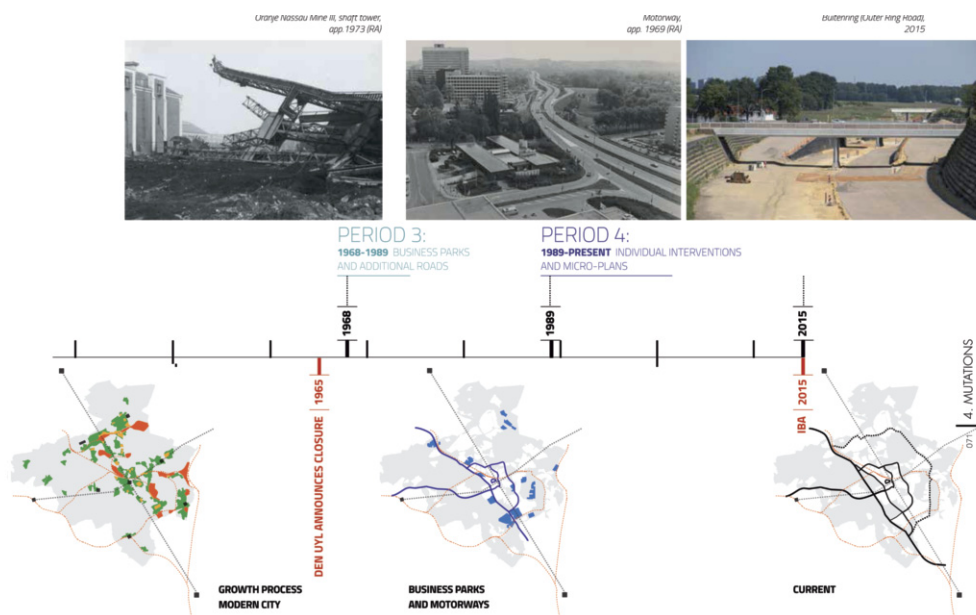 Oranje Nassau Mine III, shaft tower,
app.1973 (RA)
Motorway,
app. 1969 (RA)
Buitenring (Outer Ring Road),
2015
PERIOD 3:
1968-1989 BUSINESS PARKS
AND ADDITIONAL ROADS
PERIOD 4:
1989-PRESENT INDIVIDUAL INTERVENTIONS
AND MICRO-PLANS
1968
1989
2015
DEN UYL ANNOUNCES CLOSURE | 1965
IBA | 2015
GROWTH PROCESS
MODERN CITY
BUSINESS PARKS
AND MOTORWAYS
CURRENT
071 | 4. MUTATIONS